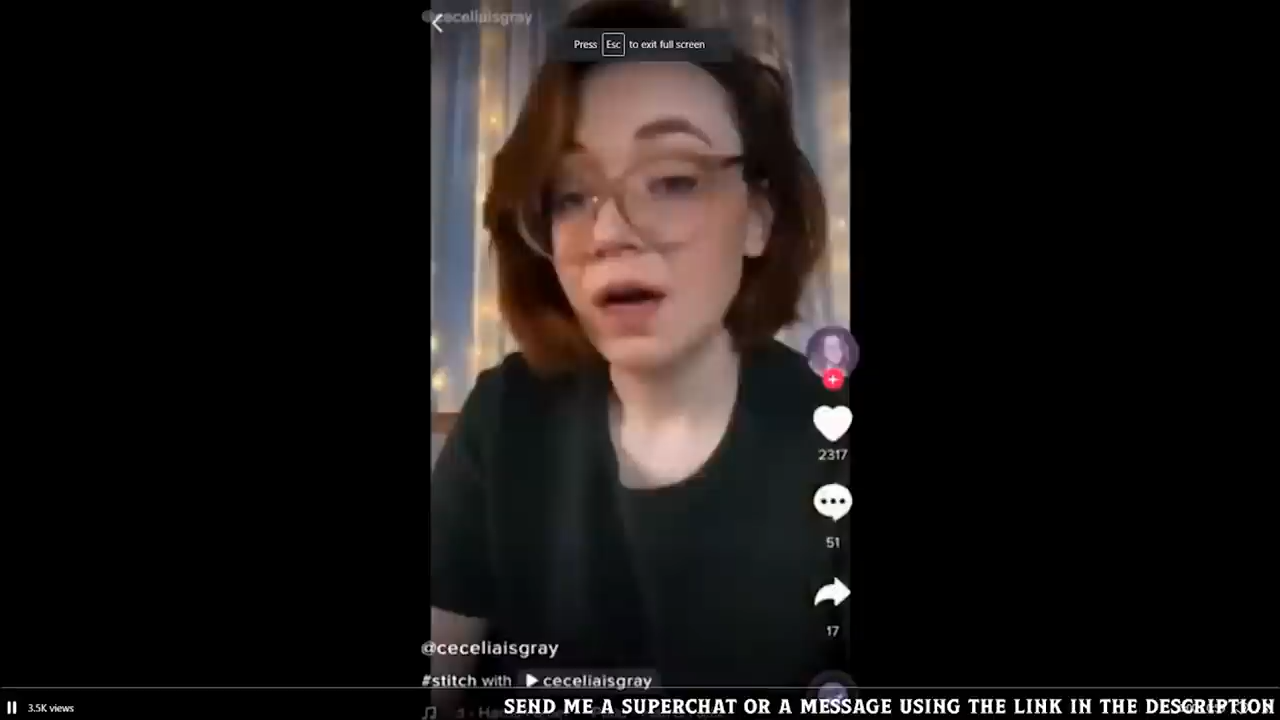 @ceceliaisgray
Press Esc to exit full screen
2317
51
17
@ceceliaisgray
#stitch with ▶ ceceliaisgray
3.5K views
SEND ME A SUPERCHAT OR A MESSAGE USING THE LINK IN THE DESCRIPTION